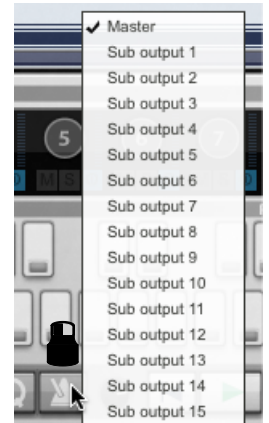 ✓ Master
Sub output 1
Sub output 2
Sub output 3
Sub output 4
Sub output 5
Sub output 6
Sub output 7
Sub output 8
Sub output 9
Sub output 10
Sub output 11
Sub output 12
Sub output 13
Sub output 14
Sub output 15
5
7
M S